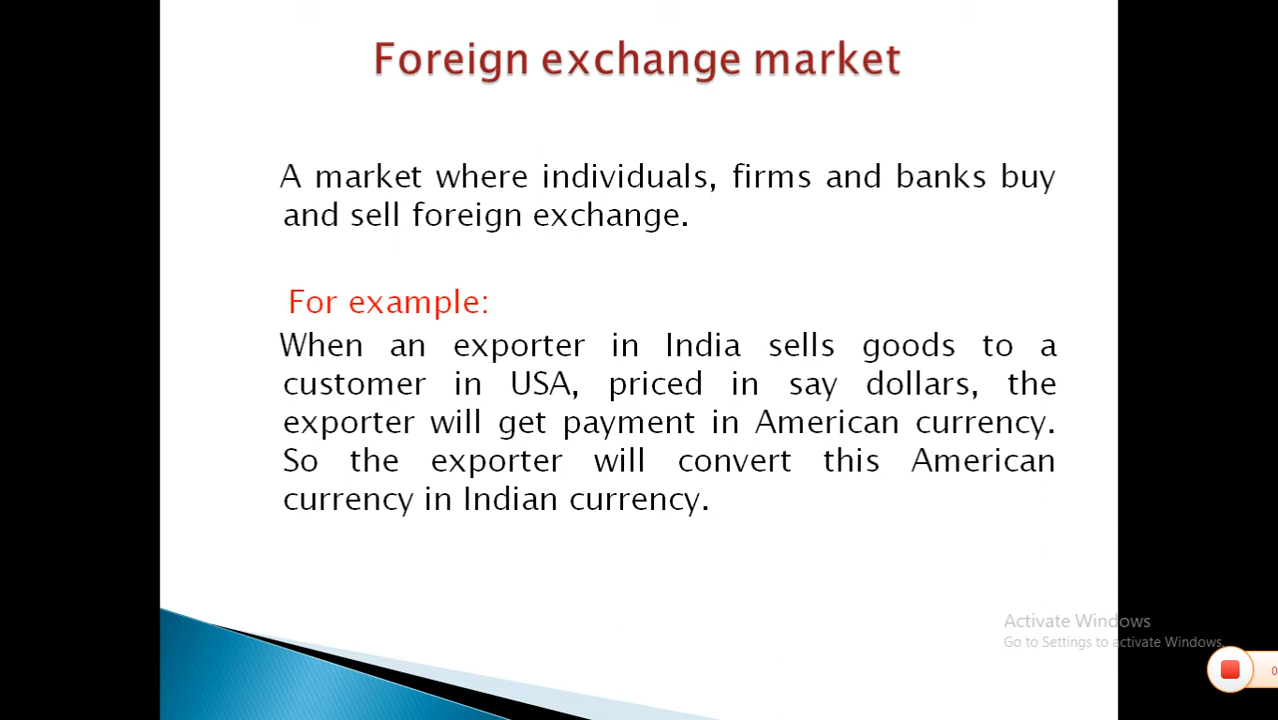 Foreign exchange market
A market where individuals, firms and banks buy
and sell foreign exchange.
For example:
When an exporter in India sells goods to a
customer in USA, priced in say dollars, the
exporter will get payment in American currency.
So the exporter will convert this American
currency in Indian currency.
Activate Windows
Go to Settings to activate Windows.
0